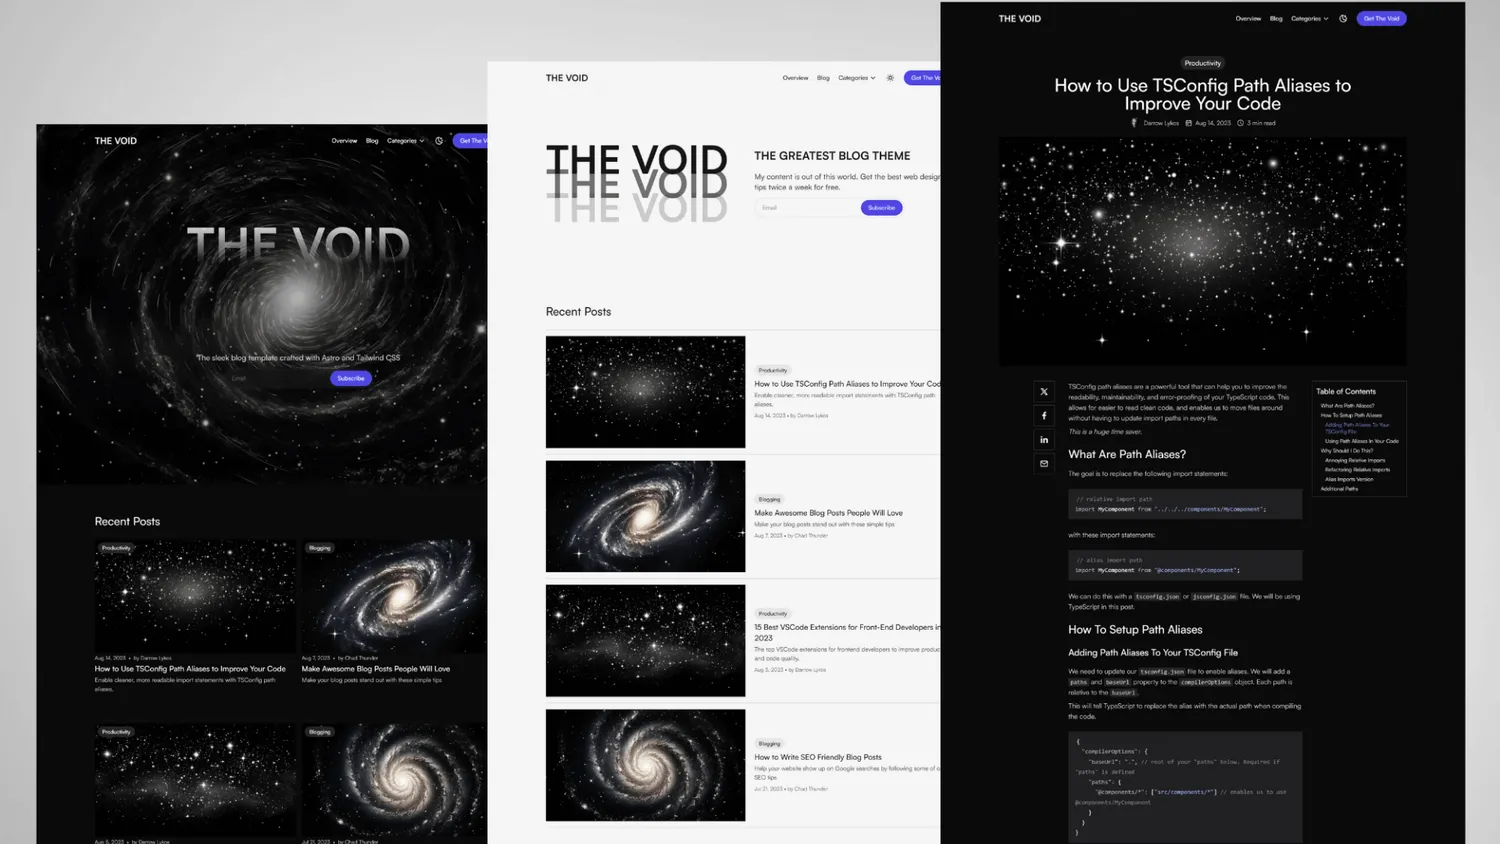 THE VOID
Overview
Blog
Categories
Get The V
THE VOID
The sleek blog template crafted with Astro and Tailwind CSS
Email
Subscribe
Recent Posts
Productivity
Aug 14, 2023 • by Darrow Lykos
How to Use TSConfig Path Aliases to Improve Your Code
Enable cleaner, more readable import statements with TSConfig path
aliases.
Blogging
Aug 7, 2023 • by Chad Thunder
Make Awesome Blog Posts People Will Love
Make your blog posts stand out with these simple tips
Productivity
Aug 5, 2023 • by Darrow Lykos
Blogging
Jul 21, 2023 • by Chad Thunder
THE VOID
Overview
Blog
Categories
Get The Vo
THE VOID
THE VOID
THE VOID
THE GREATEST BLOG THEME
My content is out of this world. Get the best web design
tips twice a week for free.
Email
Subscribe
Recent Posts
Productivity
How to Use TSConfig Path Aliases to Improve Your Cod
Enable cleaner, more readable import statements with TSConfig path
aliases.
Aug 14, 2023 • by Darrow Lykos
Blogging
Make Awesome Blog Posts People Will Love
Make your blog posts stand out with these simple tips
Aug 7, 2023 • by Chad Thunder
Productivity
15 Best VSCode Extensions for Front-End Developers in
2023
The top VSCode extensions for frontend developers to improve produc
and code quality.
Aug 5, 2023 • by Darrow Lykos
Blogging
How to Write SEO Friendly Blog Posts
Help your website show up on Google searches by following some of o
SEO tips
Jul 21, 2023 • by Chad Thunder
THE VOID
Overview
Blog
Categories
Get The Void
Productivity
How to Use TSConfig Path Aliases to
Improve Your Code
Darrow Lykos
Aug 14, 2023
3 min read
TSConfig path aliases are a powerful tool that can help you to improve the
readability, maintainability, and error-proofing of your TypeScript code. This
allows for easier to read clean code, and enables us to move files around
without having to update import paths in every file.
This is a huge time saver.
What Are Path Aliases?
The goal is to replace the following import statements:
// relative import path
import MyComponent from "../../../components/MyComponent";
with these import statements:
// alias import path
import MyComponent from "@components/MyComponent";
We can do this with a tsconfig.json or jsconfig.json file. We will be using
TypeScript in this post.
How To Setup Path Aliases
Adding Path Aliases To Your TSConfig File
We need to update our tsconfig.json file to enable aliases. We will add a
paths and baseUrl property to the compilerOptions object. Each path is
relative to the baseUrl.
This will tell TypeScript to replace the alias with the actual path when compiling
the code.
{
"compilerOptions": {
"baseUrl": ".", // root of your "paths" below. Required if
"paths" is defined
"paths": {
"@components/*": ["src/components/*"] // enables us to use
@components/MyComponent
}
}
}
Table of Contents
What Are Path Aliases?
How To Setup Path Aliases
Adding Path Aliases To Your
TSConfig File
Using Path Aliases In Your Code
Why Should I Do This?
Annoying Relative Imports
Refactoring Relative Imports
Alias Imports Version
Additional Paths